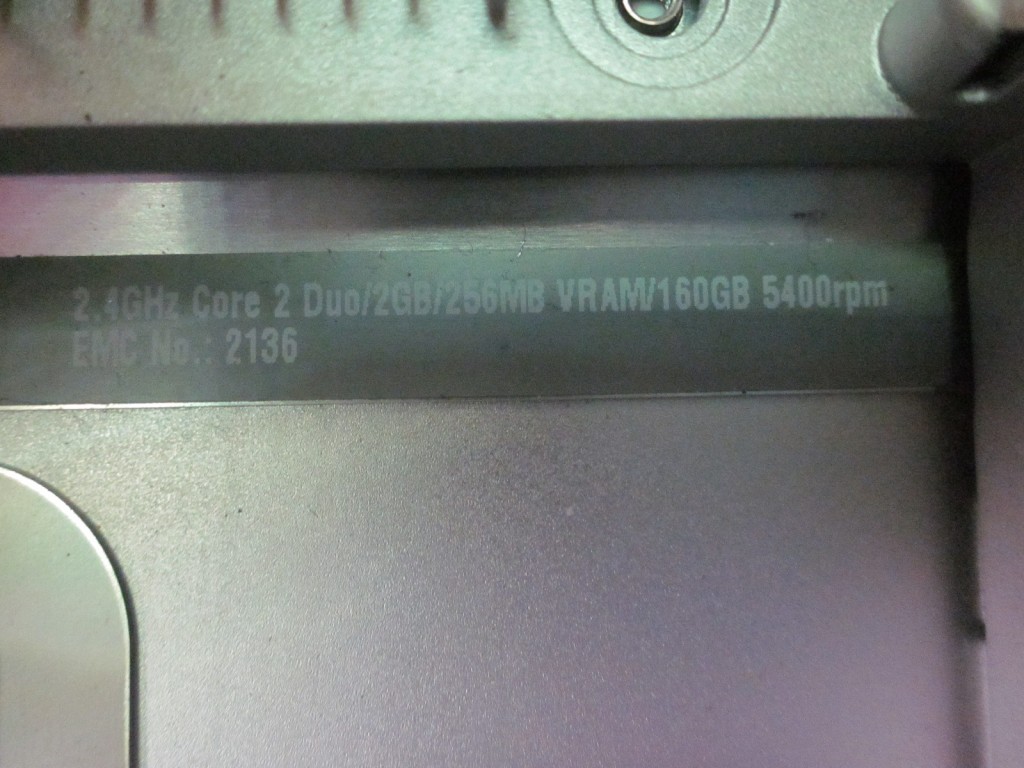 2.4GHz Core 2 Duo/2GB/256MB VRAM/160GB 5400rpm
EMC No.: 2136